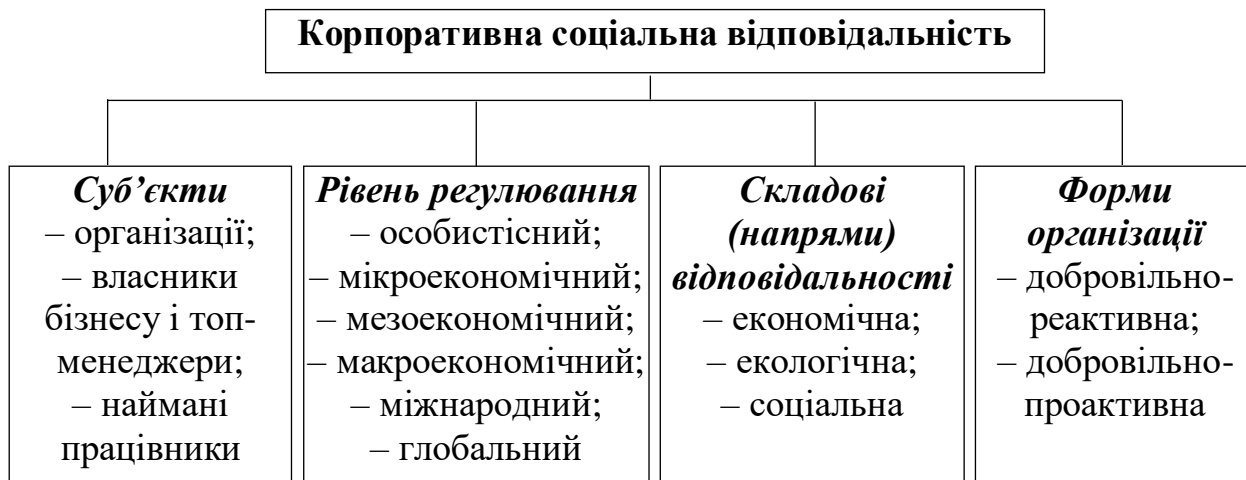 Корпоративна соціальна відповідальність
Суб’єкти
– організації;
– власники
бізнесу і топ-
менеджери;
– наймані
працівники
Рівень регулювання
– особистісний;
– мікроекономічний;
– мезоекономічний;
– макроекономічний;
– міжнародний;
– глобальний
Складові
(напрями)
відповідальності
– економічна;
– екологічна;
– соціальна
Форми
організації
– добровільно-
реактивна;
– добровільно-
проактивна